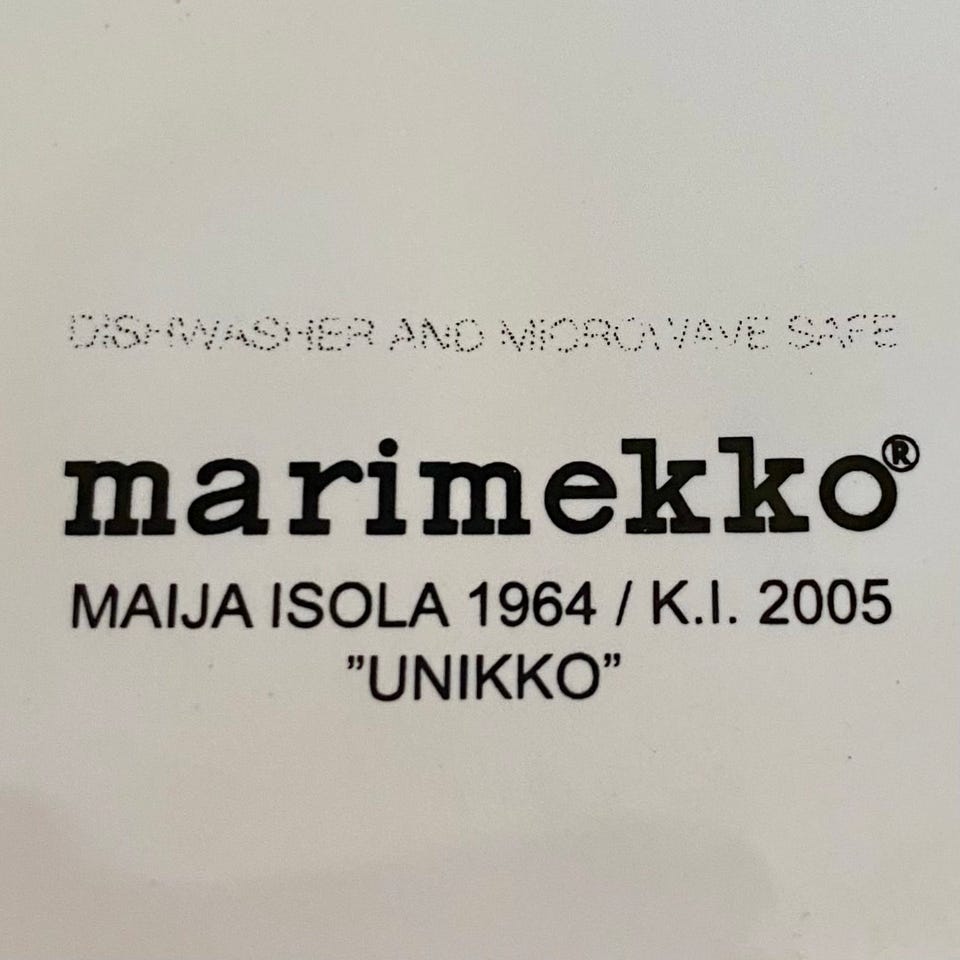 DISHWASHER AND MICROWAVE SAFE
marimekko®
MAIJA ISOLA 1964 / K.I. 2005
”UNIKKO”